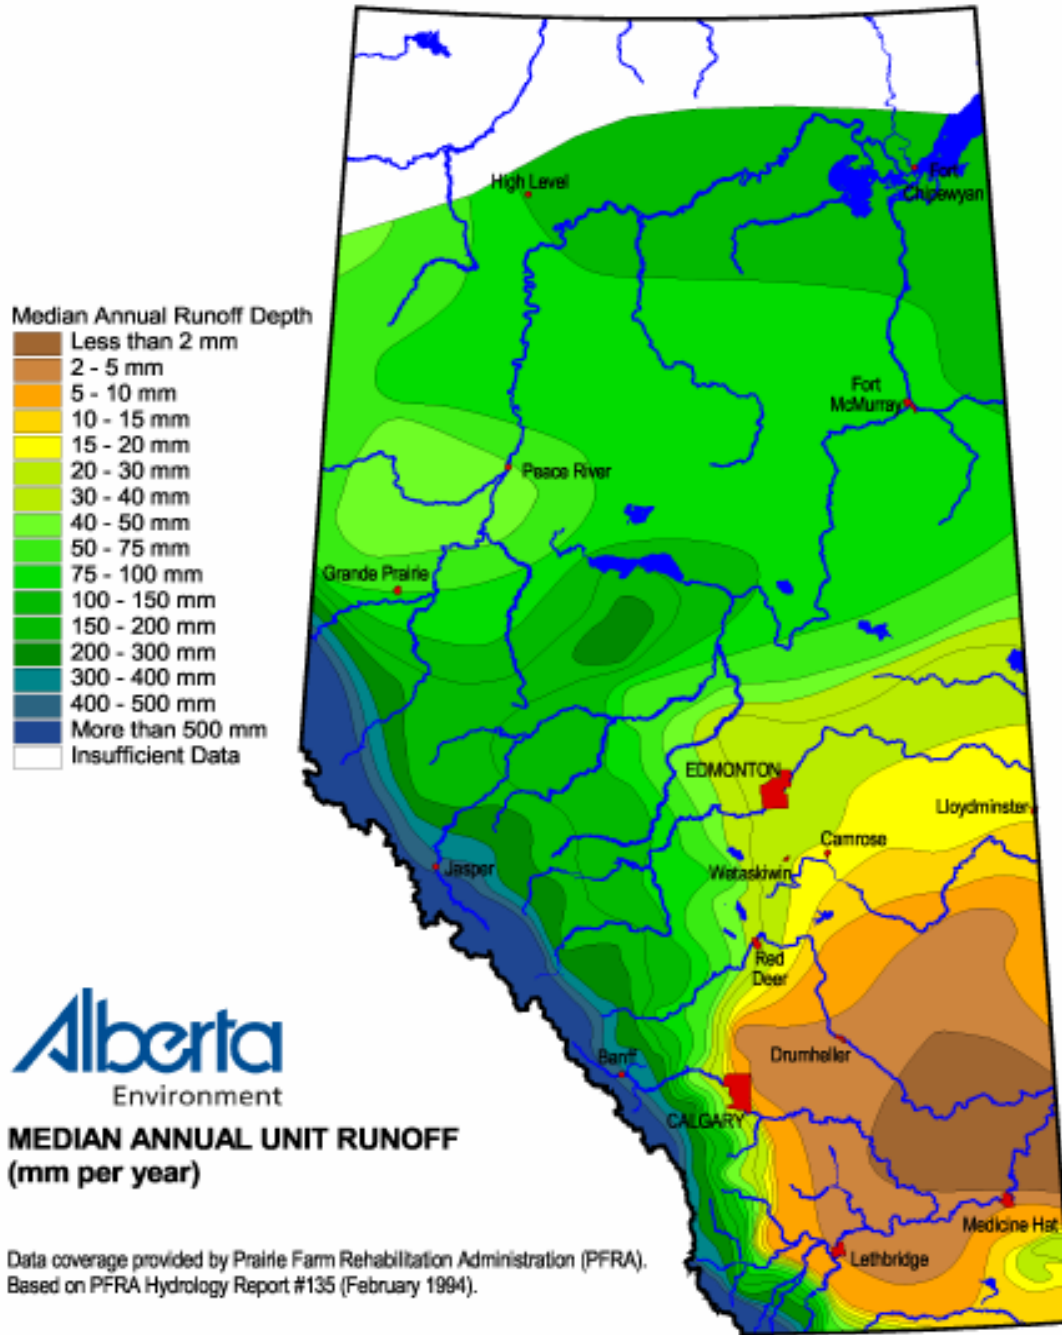 High Level
Fort
Chipewyan
Median Annual Runoff Depth
Less than 2 mm
2 - 5 mm
5 - 10 mm
10 - 15 mm
15 - 20 mm
20 - 30 mm
30 - 40 mm
40 - 50 mm
50 - 75 mm
75 - 100 mm
100 - 150 mm
150 - 200 mm
200 - 300 mm
300 - 400 mm
400 - 500 mm
More than 500 mm
Insufficient Data
Fort
McMurray
Peace River
Grande Prairie
EDMONTON
Lloydminster
Camrose
Wetaskiwin
Jasper
Red
Deer
Drumheller
Banff
CALGARY
Medicine Hat
Lethbridge
Alberta
Environment
MEDIAN ANNUAL UNIT RUNOFF
(mm per year)
Data coverage provided by Prairie Farm Rehabilitation Administration (PFRA).
Based on PFRA Hydrology Report #135 (February 1994).